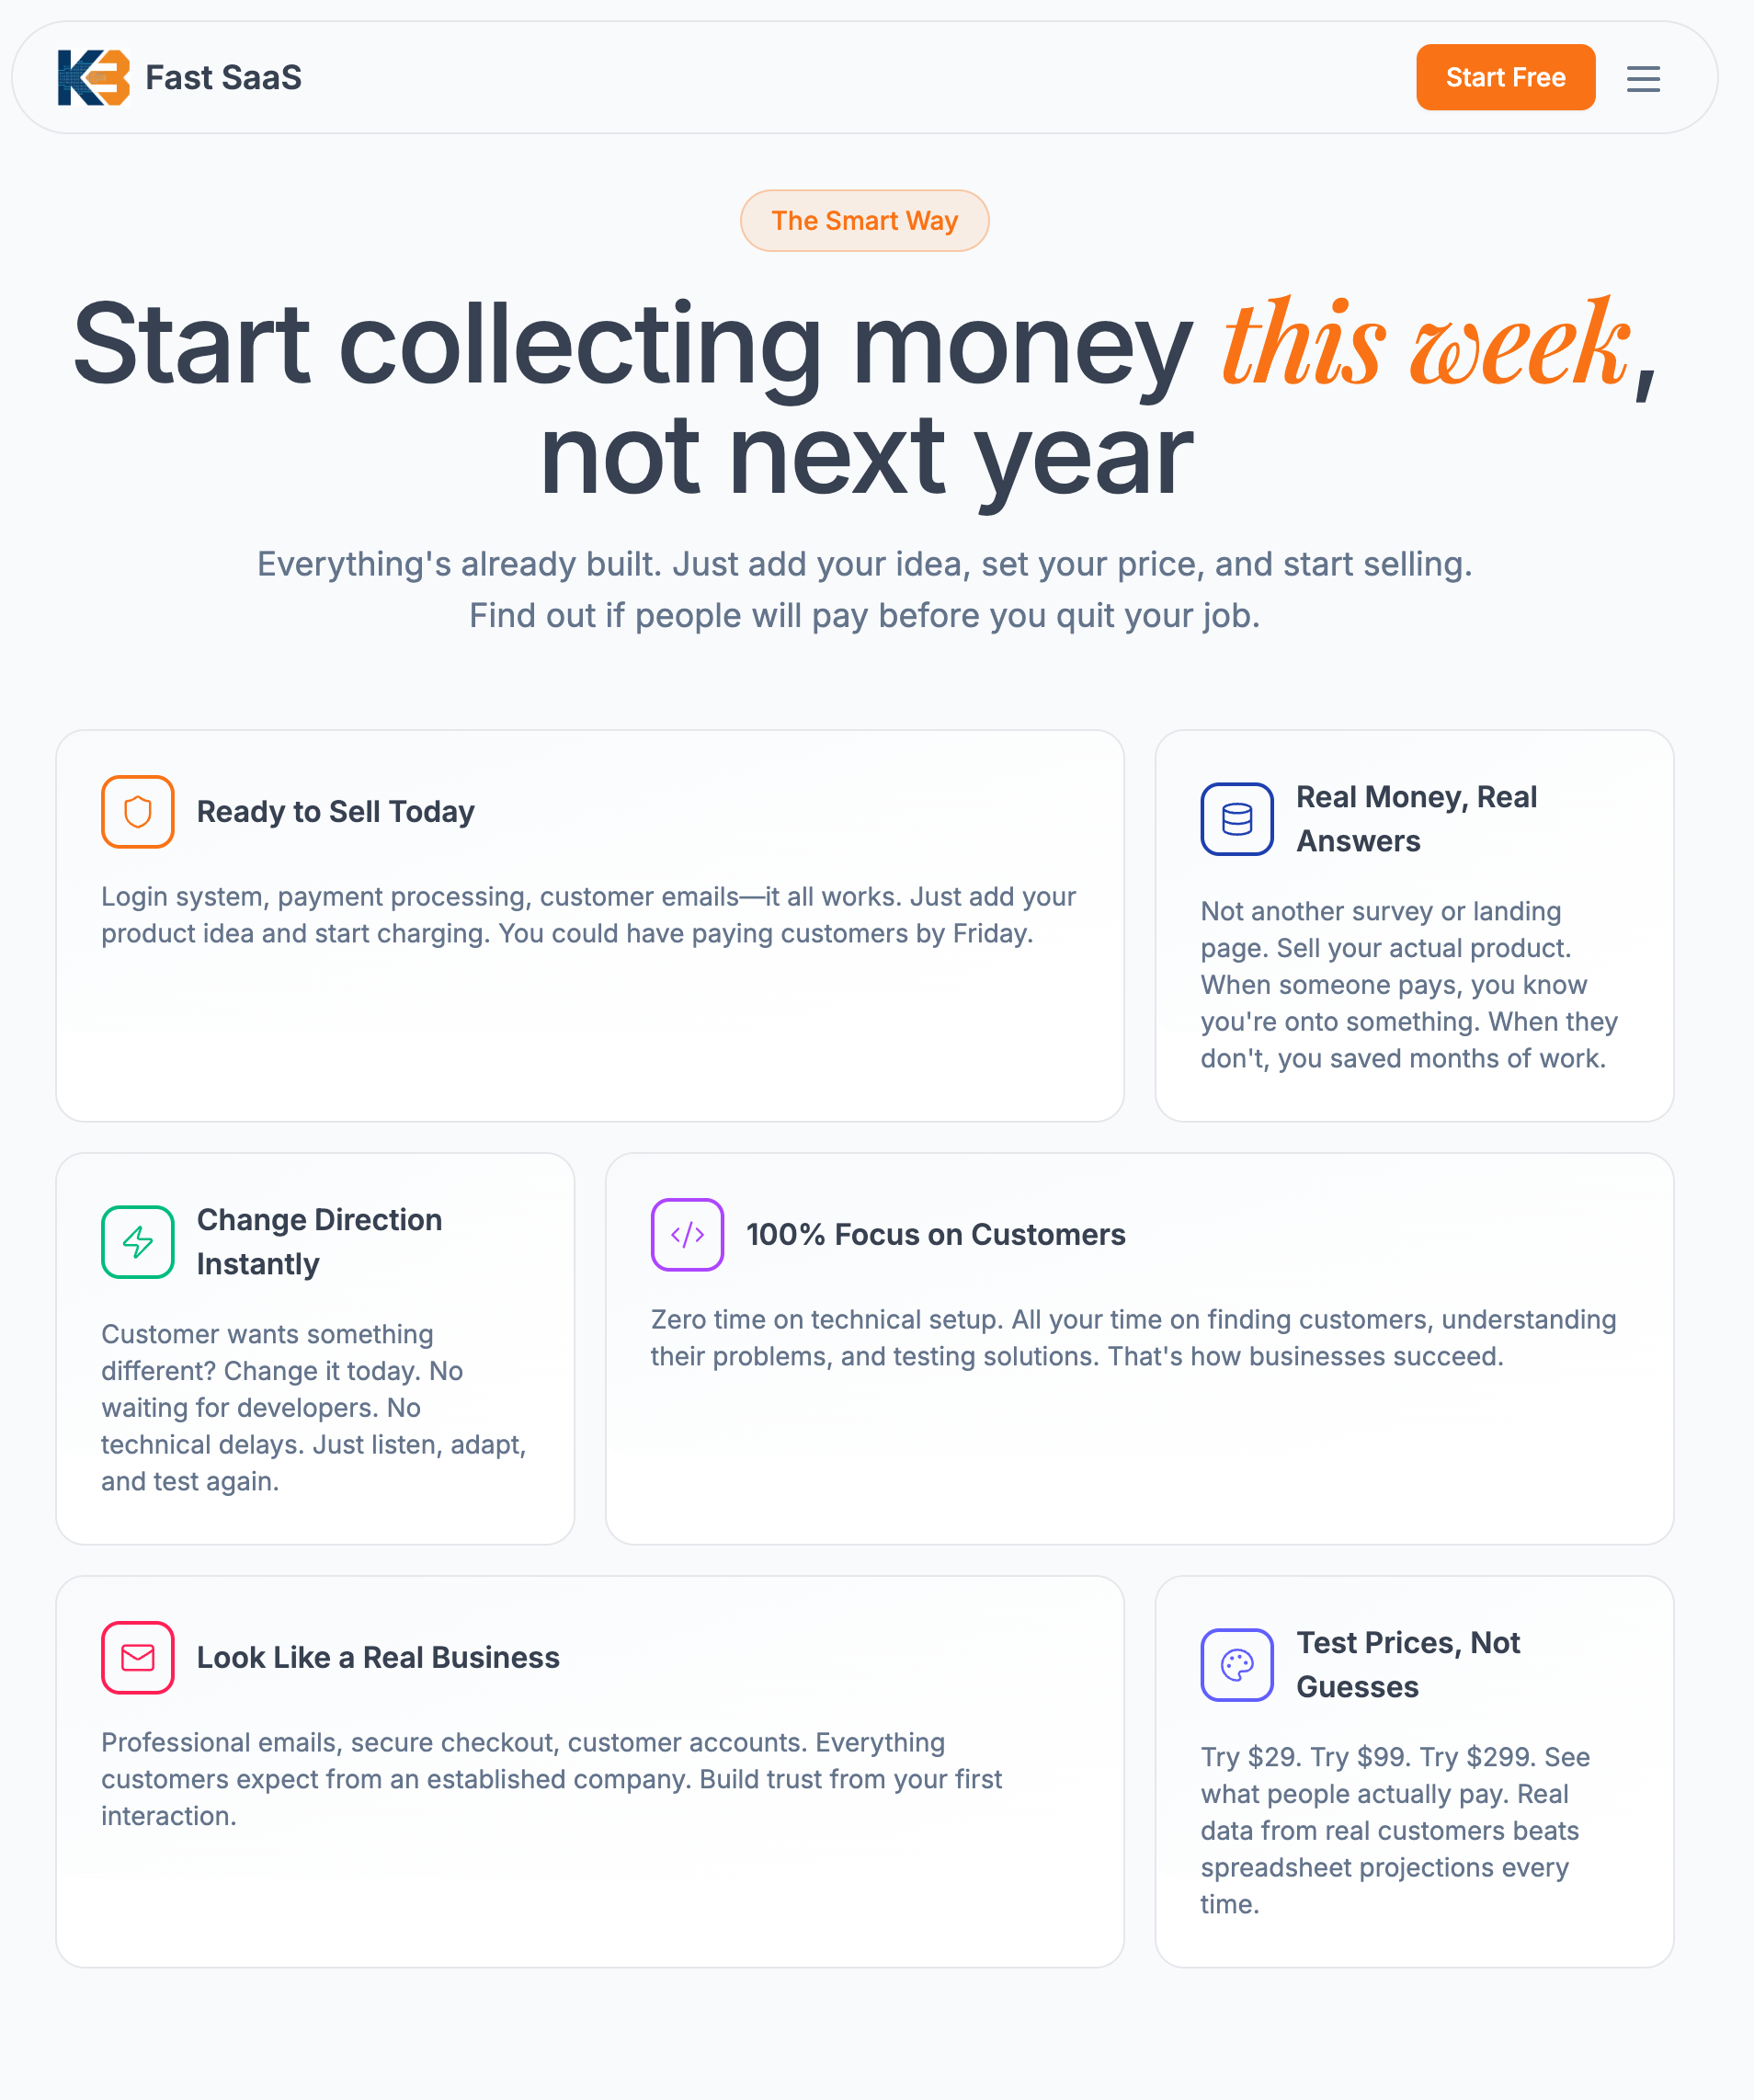 K3 Fast SaaS
Start Free
The Smart Way
Start collecting money this week,
not next year
Everything's already built. Just add your idea, set your price, and start selling.
Find out if people will pay before you quit your job.
Ready to Sell Today
Login system, payment processing, customer emails—it all works. Just add your
product idea and start charging. You could have paying customers by Friday.
Real Money, Real
Answers
Not another survey or landing
page. Sell your actual product.
When someone pays, you know
you're onto something. When they
don't, you saved months of work.
Change Direction
Instantly
Customer wants something
different? Change it today. No
waiting for developers. No
technical delays. Just listen, adapt,
and test again.
100% Focus on Customers
Zero time on technical setup. All your time on finding customers, understanding
their problems, and testing solutions. That's how businesses succeed.
Look Like a Real Business
Professional emails, secure checkout, customer accounts. Everything
customers expect from an established company. Build trust from your first
interaction.
Test Prices, Not
Guesses
Try $29. Try $99. Try $299. See
what people actually pay. Real
data from real customers beats
spreadsheet projections every
time.